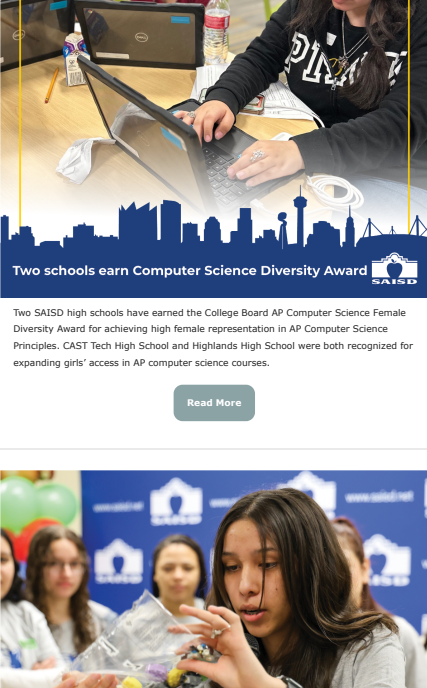 DELL
PINK
Two schools earn Computer Science Diversity Award
SAISD
Two SAISD high schools have earned the College Board AP Computer Science Female
Diversity Award for achieving high female representation in AP Computer Science
Principles. CAST Tech High School and Highlands High School were both recognized for
expanding girls' access in AP computer science courses.
Read More
www.saisd.net
www.saisd.net
SAISD
SAISD
SAISD